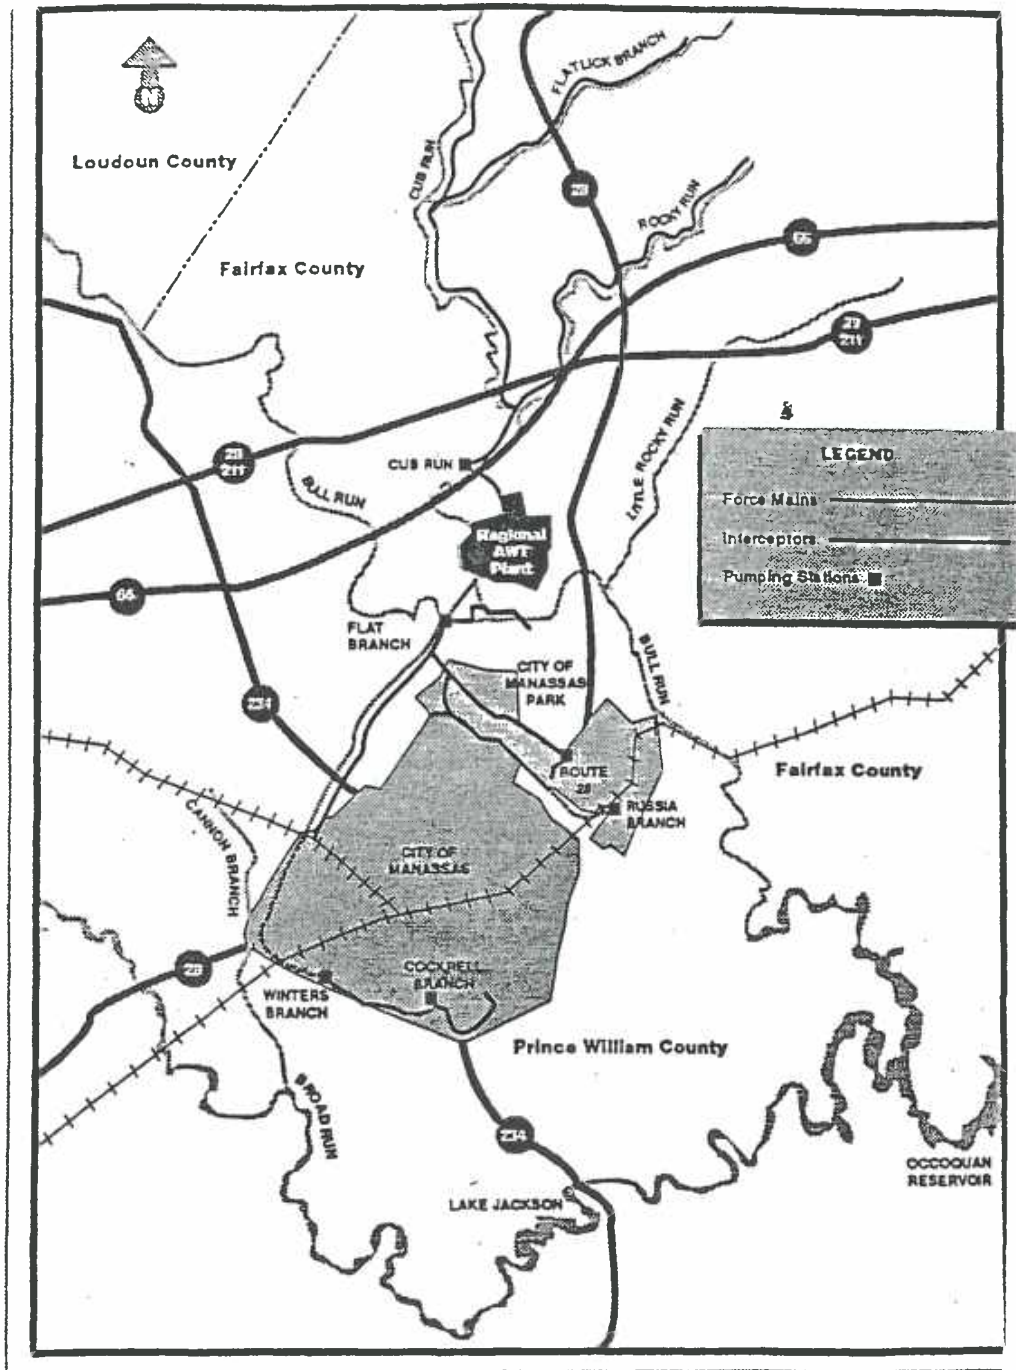 N
FLATLICK BRANCH
Loudoun County
CUB RUN
28
ROCKY RUN
66
Fairfax County
29
211
LITTLE ROCKY RUN
LEGEND
Force Mains
Interceptors
Pumping Stations
29
211
CUB RUN
BULL RUN
Regional
AWT
Plant
66
FLAT
BRANCH
BULL RUN
CITY OF
MANASSAS
PARK
234
ROUTE
28
Fairfax County
RUSSIA
BRANCH
CANNON BRANCH
CITY OF
MANASSAS
28
COCKRELL
BRANCH
WINTERS
BRANCH
Prince William County
BROAD RUN
234
OCCOQUAN
RESERVOIR
LAKE JACKSON